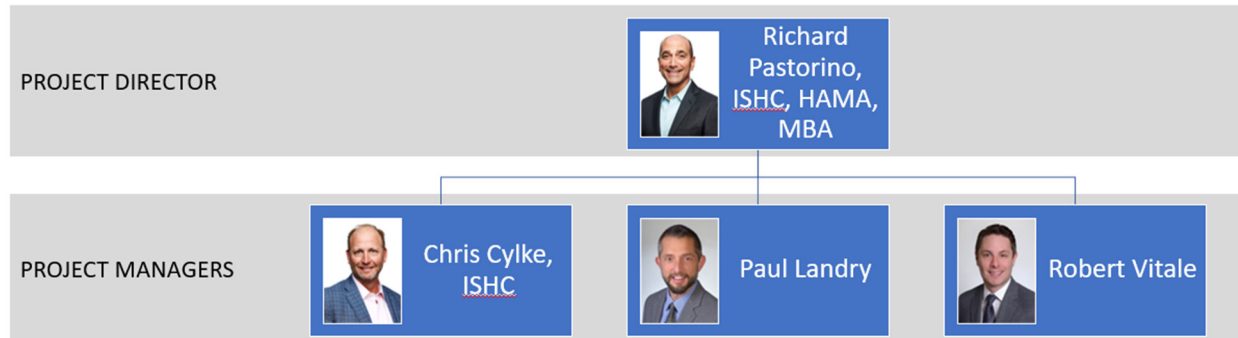 PROJECT DIRECTOR
Richard
Pastorino,
ISHC, HAMA,
MBA
PROJECT MANAGERS
Chris Cylke,
ISHC
Paul Landry
Robert Vitale